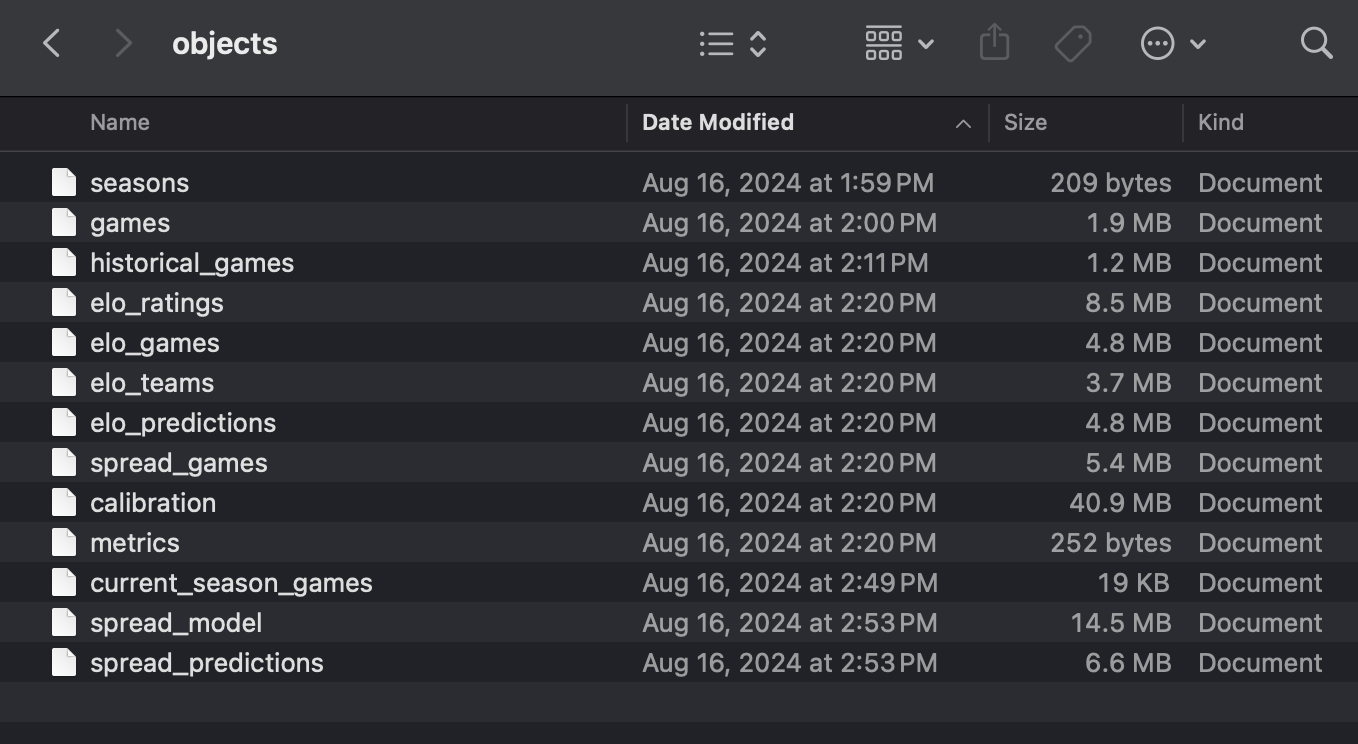 objects
Name Date Modified Size Kind
seasons Aug 16, 2024 at 1:59 PM 209 bytes Document
games Aug 16, 2024 at 2:00 PM 1.9 MB Document
historical_games Aug 16, 2024 at 2:11 PM 1.2 MB Document
elo_ratings Aug 16, 2024 at 2:20 PM 8.5 MB Document
elo_games Aug 16, 2024 at 2:20 PM 4.8 MB Document
elo_teams Aug 16, 2024 at 2:20 PM 3.7 MB Document
elo_predictions Aug 16, 2024 at 2:20 PM 4.8 MB Document
spread_games Aug 16, 2024 at 2:20 PM 5.4 MB Document
calibration Aug 16, 2024 at 2:20 PM 40.9 MB Document
metrics Aug 16, 2024 at 2:20 PM 252 bytes Document
current_season_games Aug 16, 2024 at 2:49 PM 19 KB Document
spread_model Aug 16, 2024 at 2:53 PM 14.5 MB Document
spread_predictions Aug 16, 2024 at 2:53 PM 6.6 MB Document